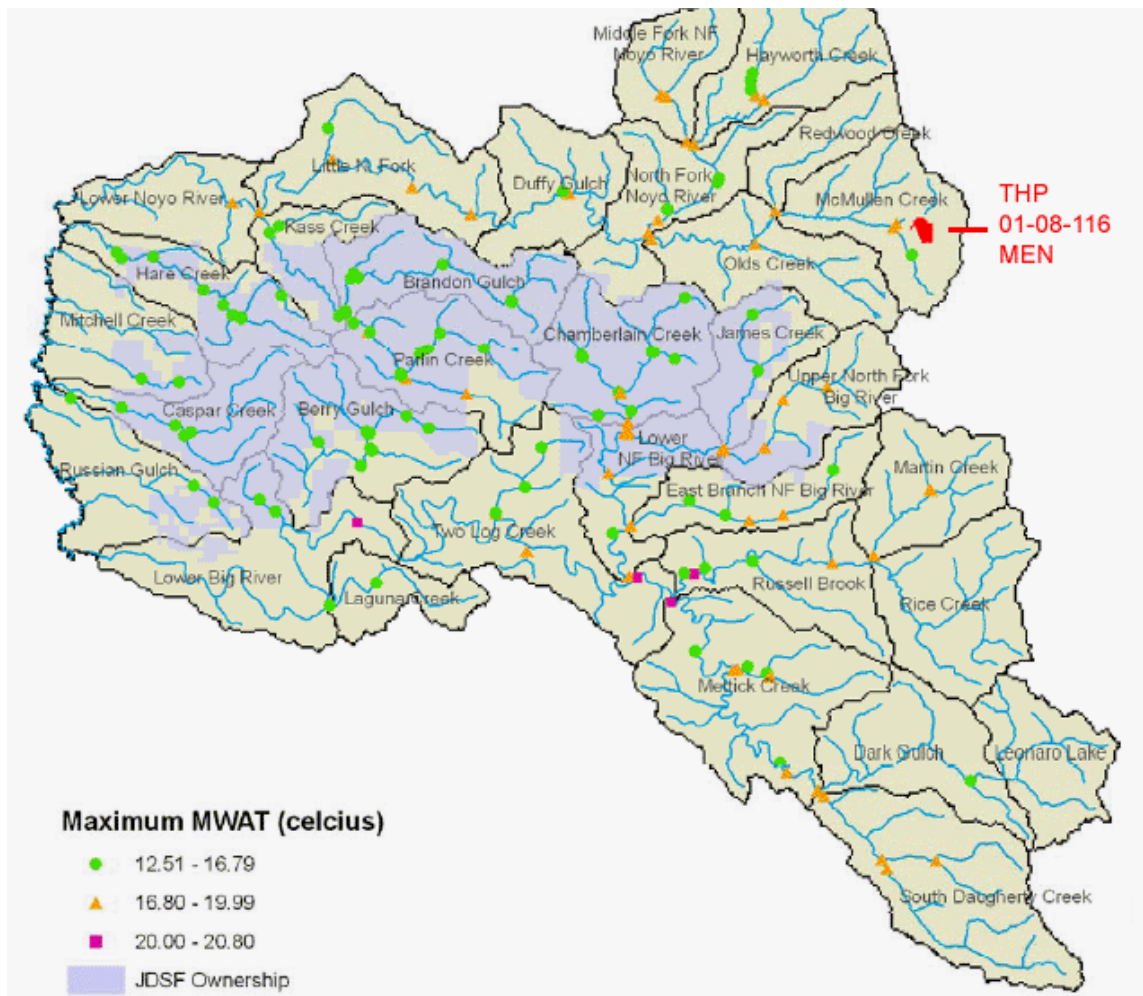 Middle Fork NF
Noyo River
Hayworth Creek
Redwood Creek
Little N. Fork
Duffy Gulch
North Fork
Noyo River
McMullen Creek
THP
01-08-116
MEN
Lower Noyo River
Kass Creek
Olds Creek
Hare Creek
Brandon Gulch
Mitchell Creek
Chamberlain Creek
James Creek
Parlin Creek
Upper North Fork
Big River
Caspar Creek
Berry Gulch
Lower
NF Big River
Russian Gulch
Martin Creek
East Branch NF Big River
Two Log Creek
Lower Big River
Laguna Creek
Russell Brook
Rice Creek
Mettick Creek
Dark Gulch
Leonaro Lake
South Daugherty Creek
Maximum MWAT (celcius)
12.51 - 16.79
16.80 - 19.99
20.00 - 20.80
JDSF Ownership